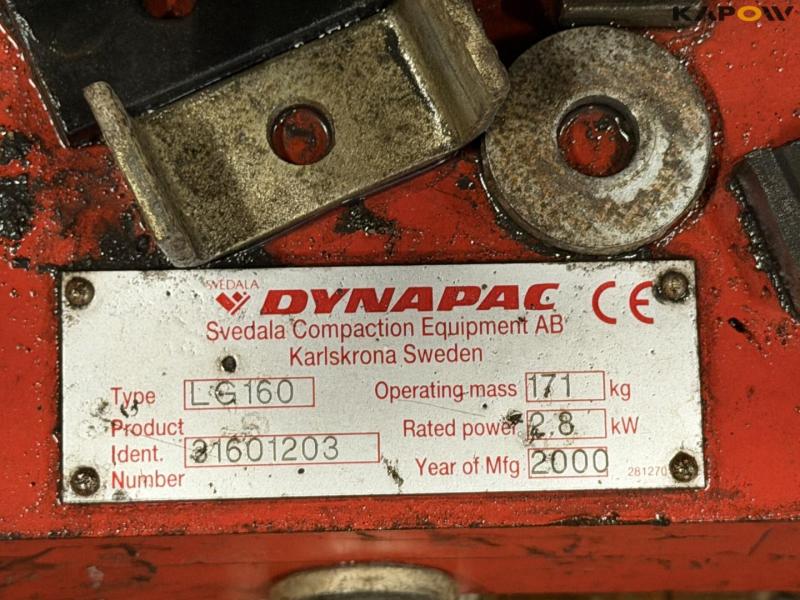 KAPOW
SVEDALA
DYNAPAC CE
Svedala Compaction Equipment AB
Karlskrona Sweden
Type LG160 Operating mass 171 kg
Product Rated power 2,8 kW
Ident. 31601203
Number Year of Mfg 2000 281270